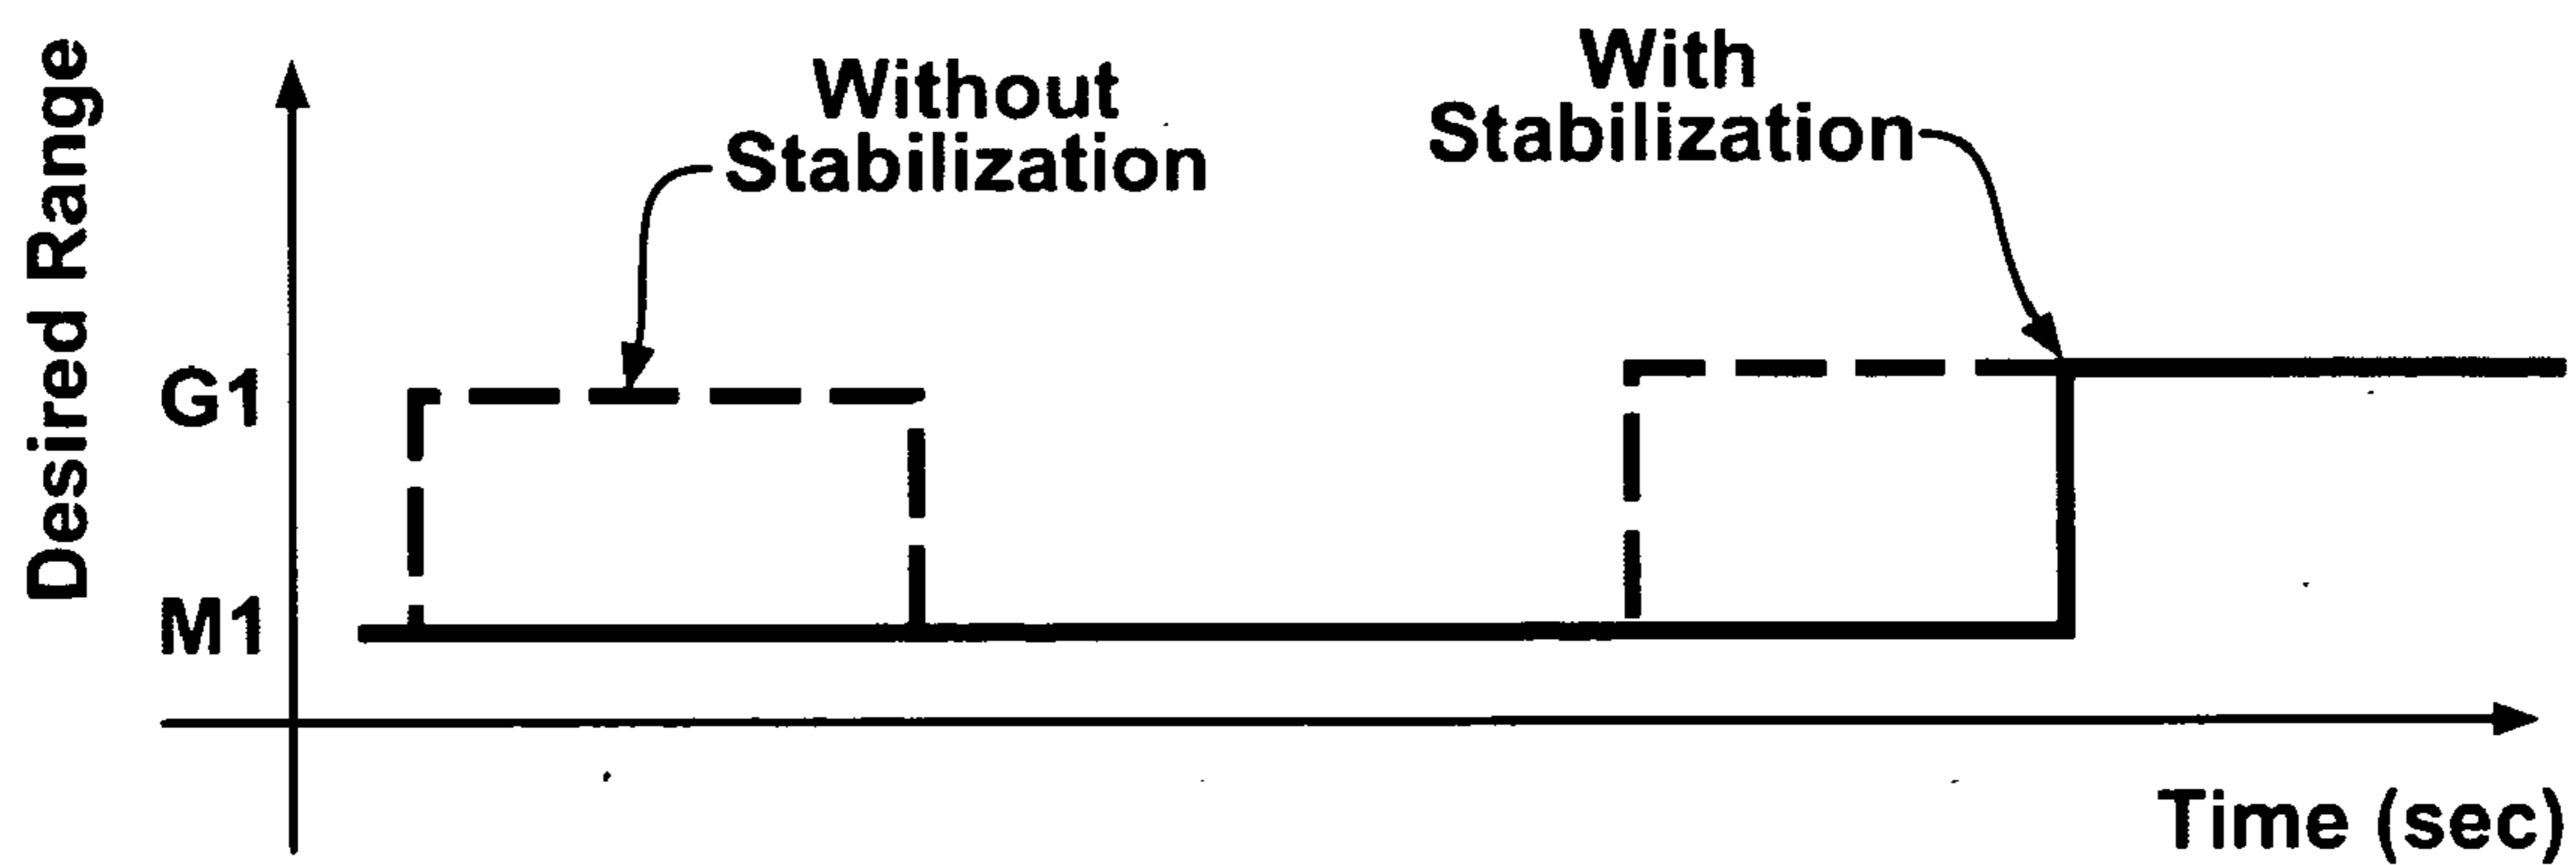 Desired Range
Without
Stabilization
With
Stabilization
G1
M1
Time (sec)